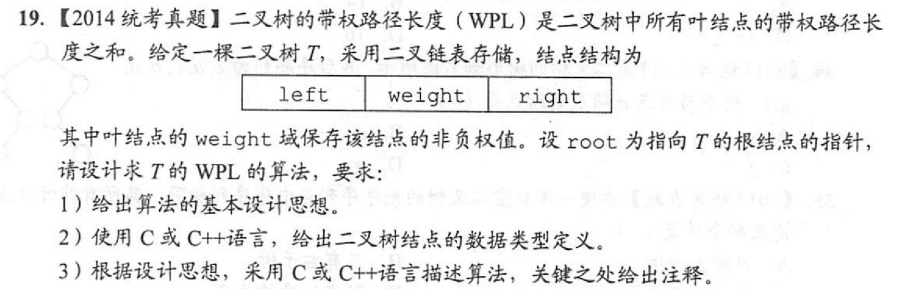 19.【2014统考真题】二叉树的带权路径长度（WPL）是二叉树中所有叶结点的带权路径长
度之和。给定一棵二叉树 T，采用二叉链表存储，结点结构为
left weight right
其中叶结点的 weight 域保存该结点的非负权值。设 root 为指向 T 的根结点的指针，
请设计求 T 的 WPL 的算法，要求：
1）给出算法的基本设计思想。
2）使用 C 或 C++语言，给出二叉树结点的数据类型定义。
3）根据设计思想，采用 C 或 C++语言描述算法，关键之处给出注释。